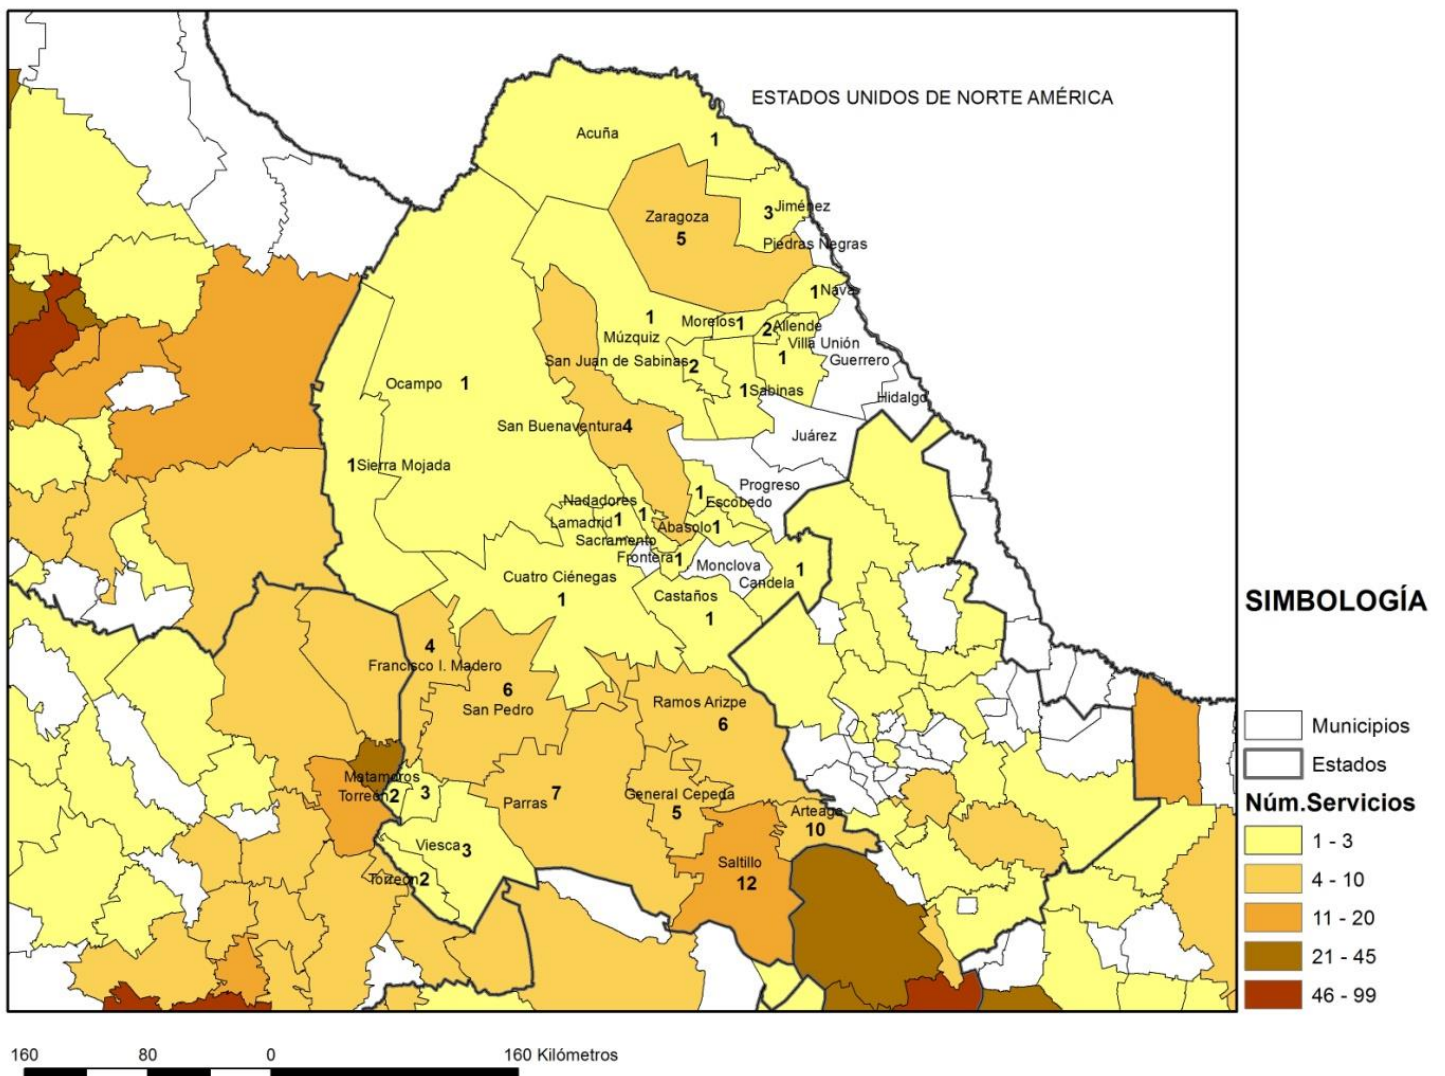 ESTADOS UNIDOS DE NORTE AMÉRICA
Acuña
1
Zaragoza
5
3 Jiménez
Piedras Negras
1 Nava
1
Múzquiz
Morelos 1
2 Allende
Villa Unión
1
Guerrero
San Juan de Sabinas
2
Ocampo 1
1 Sabinas
Hidalgo
San Buenaventura 4
Juárez
1 Sierra Mojada
Progreso
1
Escobedo
Nadadores
1
Lamadrid 1
Abasolo 1
Sacramento
Frontera 1
Monclova
Candela
1
Cuatro Ciénegas
1
Castaños
1
4
Francisco I. Madero
6
San Pedro
Ramos Arizpe
6
Matamoros
3
Torreón 2
Parras
7
General Cepeda
5
Arteaga
10
Viesca 3
Torreón 2
Saltillo
12
SIMBOLOGÍA
Municipios
Estados
Núm.Servicios
1 - 3
4 - 10
11 - 20
21 - 45
46 - 99
160 80 0 160 Kilómetros